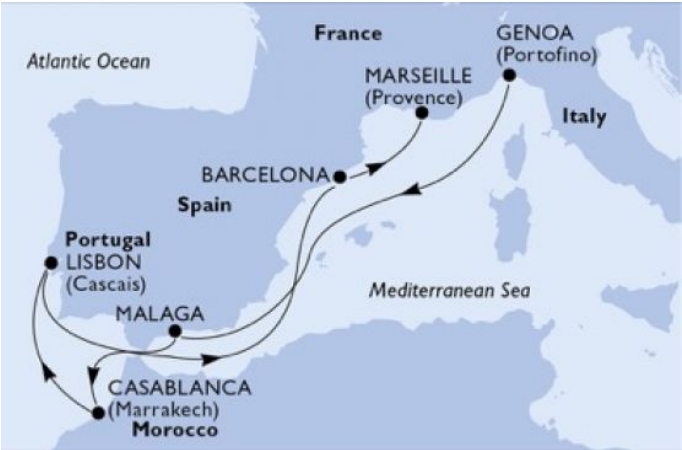 France
GENOA
(Portofino)
Atlantic Ocean
MARSEILLE
(Provence)
Italy
BARCELONA
Spain
Portugal
LISBON
(Cascais)
Mediterranean Sea
MALAGA
CASABLANCA
(Marrakech)
Morocco